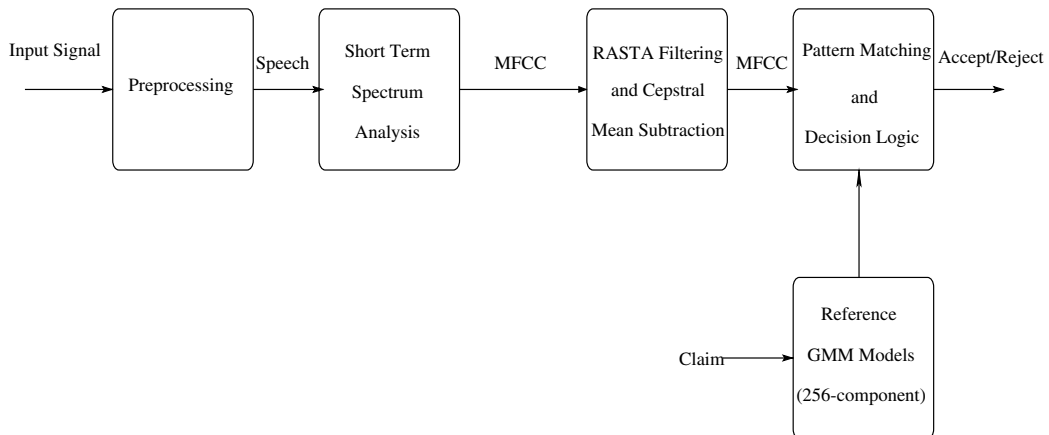 Input Signal
Preprocessing
Speech
Short Term
Spectrum
Analysis
MFCC
RASTA Filtering
and Cepstral
Mean Subtraction
MFCC
Pattern Matching
and
Decision Logic
Accept/Reject
Claim
Reference
GMM Models
(256-component)